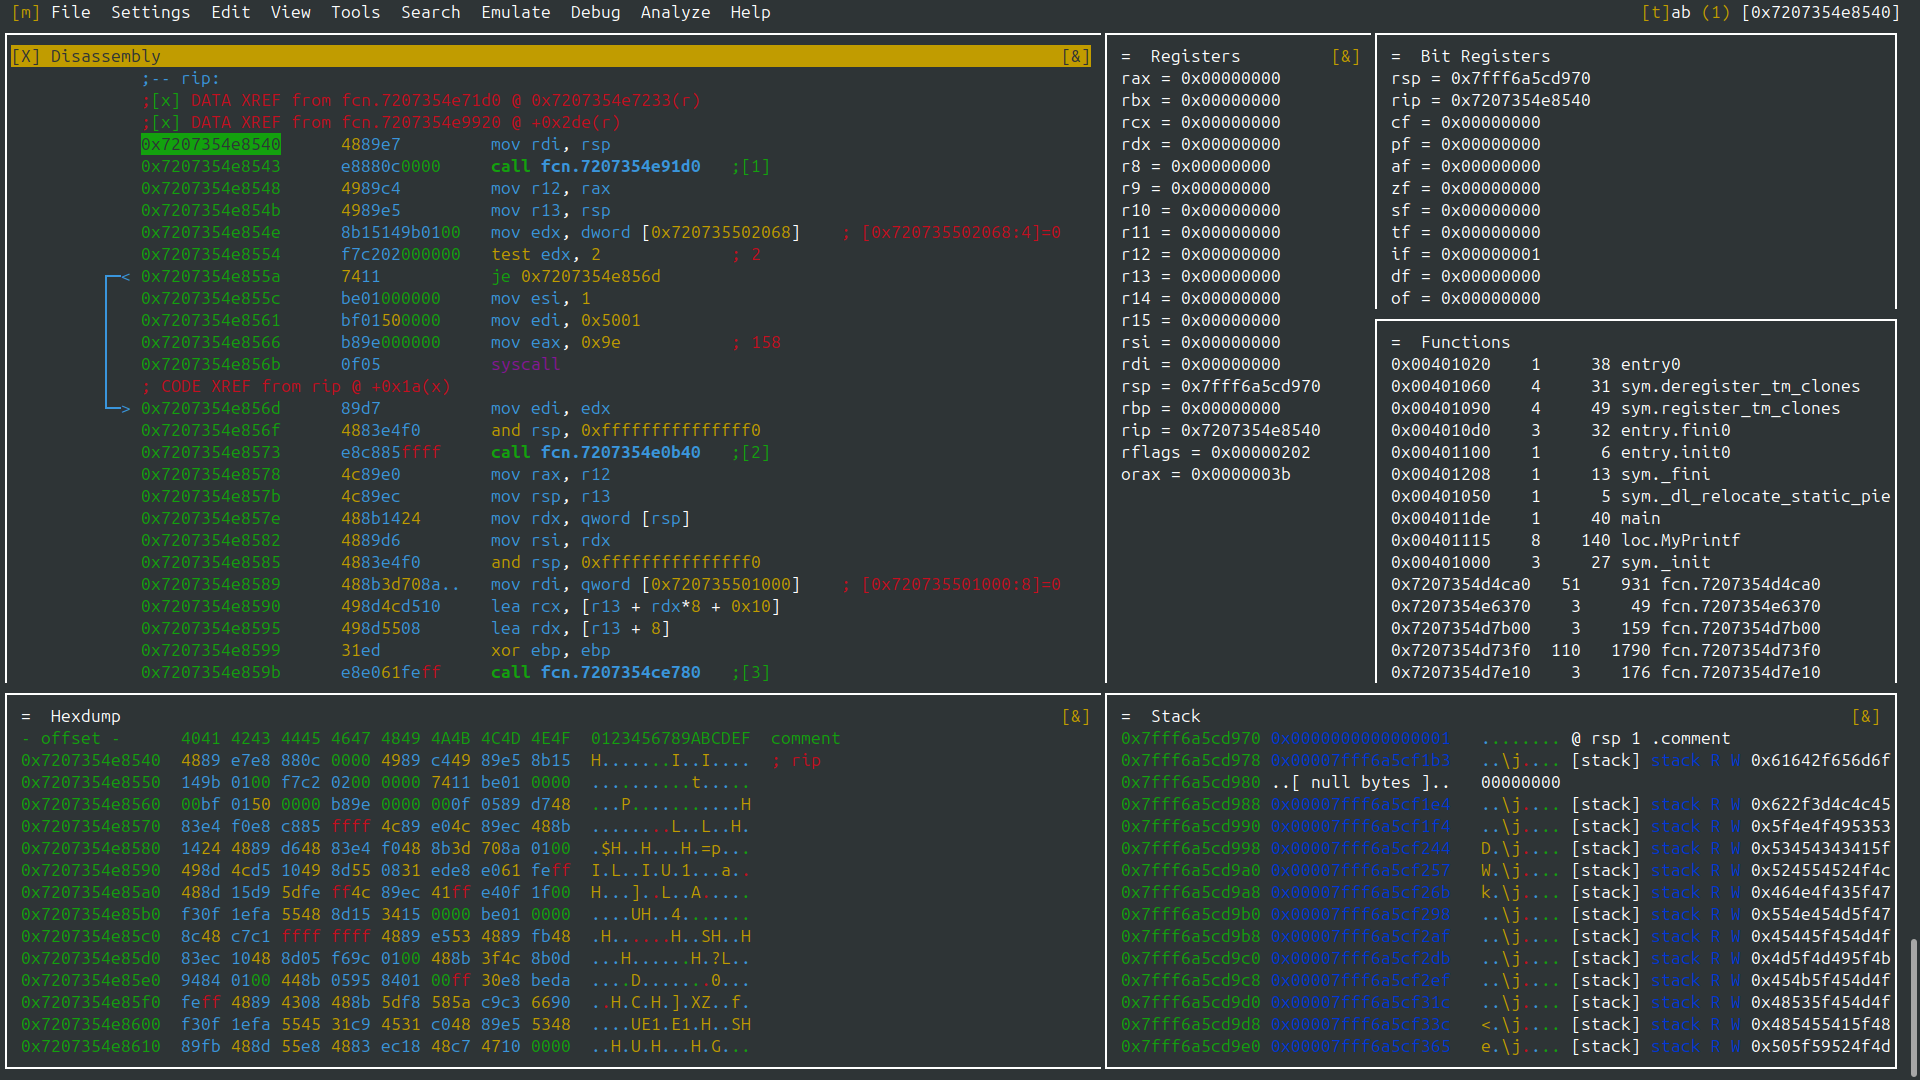 [m] File Settings Edit View Tools Search Emulate Debug Analyze Help [t]ab (1) [0x7207354e8540]
[X] Disassembly [&]
;-- rip:
;[x] DATA XREF from fcn.7207354e71d0 @ 0x7207354e7233(r)
;[x] DATA XREF from fcn.7207354e9920 @ +0x2de(r)
0x7207354e8540 4889e7 mov rdi, rsp
0x7207354e8543 e8880c0000 call fcn.7207354e91d0 ;[1]
0x7207354e8548 4989c4 mov r12, rax
0x7207354e854b 4989e5 mov r13, rsp
0x7207354e854e 8b15149b0100 mov edx, dword [0x720735502068] ; [0x720735502068:4]=0
0x7207354e8554 f7c202000000 test edx, 2 ; 2
< 0x7207354e855a 7411 je 0x7207354e856d
0x7207354e855c be01000000 mov esi, 1
0x7207354e8561 bf01500000 mov edi, 0x5001
0x7207354e8566 b89e000000 mov eax, 0x9e ; 158
0x7207354e856b 0f05 syscall
; CODE XREF from rip @ +0x1a(x)
> 0x7207354e856d 89d7 mov edi, edx
0x7207354e856f 4883e4f0 and rsp, 0xfffffffffffffff0
0x7207354e8573 e8c885ffff call fcn.7207354e0b40 ;[2]
0x7207354e8578 4c89e0 mov rax, r12
0x7207354e857b 4c89ec mov rsp, r13
0x7207354e857e 488b1424 mov rdx, qword [rsp]
0x7207354e8582 4889d6 mov rsi, rdx
0x7207354e8585 4883e4f0 and rsp, 0xfffffffffffffff0
0x7207354e8589 488b3d708a.. mov rdi, qword [0x720735501000] ; [0x720735501000:8]=0
0x7207354e8590 498d4cd510 lea rcx, [r13 + rdx*8 + 0x10]
0x7207354e8595 498d5508 lea rdx, [r13 + 8]
0x7207354e8599 31ed xor ebp, ebp
0x7207354e859b e8e061feff call fcn.7207354ce780 ;[3]
= Registers [&]
rax = 0x00000000
rbx = 0x00000000
rcx = 0x00000000
rdx = 0x00000000
r8 = 0x00000000
r9 = 0x00000000
r10 = 0x00000000
r11 = 0x00000000
r12 = 0x00000000
r13 = 0x00000000
r14 = 0x00000000
r15 = 0x00000000
rsi = 0x00000000
rdi = 0x00000000
rsp = 0x7fff6a5cd970
rbp = 0x00000000
rip = 0x7207354e8540
rflags = 0x00000202
orax = 0x0000003b
= Bit Registers
rsp = 0x7fff6a5cd970
rip = 0x7207354e8540
cf = 0x00000000
pf = 0x00000000
af = 0x00000000
zf = 0x00000000
sf = 0x00000000
tf = 0x00000000
if = 0x00000001
df = 0x00000000
of = 0x00000000
= Functions
0x00401020 1 38 entry0
0x00401060 4 31 sym.deregister_tm_clones
0x00401090 4 49 sym.register_tm_clones
0x004010d0 3 32 entry.fini0
0x00401100 1 6 entry.init0
0x00401208 1 13 sym._fini
0x00401050 1 5 sym._dl_relocate_static_pie
0x004011de 1 40 main
0x00401115 8 140 loc.MyPrintf
0x00401000 3 27 sym._init
0x7207354d4ca0 51 931 fcn.7207354d4ca0
0x7207354e6370 3 49 fcn.7207354e6370
0x7207354d7b00 3 159 fcn.7207354d7b00
0x7207354d73f0 110 1790 fcn.7207354d73f0
0x7207354d7e10 3 176 fcn.7207354d7e10
= Hexdump [&]
- offset - 4041 4243 4445 4647 4849 4A4B 4C4D 4E4F 0123456789ABCDEF comment
0x7207354e8540 4889 e7e8 880c 0000 4989 c449 89e5 8b15 H.......I..I.... ; rip
0x7207354e8550 149b 0100 f7c2 0200 0000 7411 be01 0000 ..........t.....
0x7207354e8560 00bf 0150 0000 b89e 0000 000f 0589 d748 ...P...........H
0x7207354e8570 83e4 f0e8 c885 ffff 4c89 e04c 89ec 488b ........L..L..H.
0x7207354e8580 1424 4889 d648 83e4 f048 8b3d 708a 0100 .$H..H...H.=p...
0x7207354e8590 498d 4cd5 1049 8d55 0831 ede8 e061 feff I.L..I.U.1...a..
0x7207354e85a0 488d 15d9 5dfe ff4c 89ec 41ff e40f 1f00 H...]..L..A.....
0x7207354e85b0 f30f 1efa 5548 8d15 3415 0000 be01 0000 ....UH..4.......
0x7207354e85c0 8c48 c7c1 ffff ffff 4889 e553 4889 fb48 .H......H..SH..H
0x7207354e85d0 83ec 1048 8d05 f69c 0100 488b 3f4c 8b0d ...H......H.?L..
0x7207354e85e0 9484 0100 448b 0595 8401 00ff 30e8 beda ....D.......0...
0x7207354e85f0 feff 4889 4308 488b 5df8 585a c9c3 6690 ..H.C.H.].XZ..f.
0x7207354e8600 f30f 1efa 5545 31c9 4531 c048 89e5 5348 ....UE1.E1.H..SH
0x7207354e8610 89fb 488d 55e8 4883 ec18 48c7 4710 0000 ..H.U.H...H.G...
= Stack [&]
0x7fff6a5cd970 0x0000000000000001 ........ @ rsp 1 .comment
0x7fff6a5cd978 0x00007fff6a5cf1b3 ..\j.... [stack] stack R W 0x61642f656d6f
0x7fff6a5cd980 ..[ null bytes ].. 00000000
0x7fff6a5cd988 0x00007fff6a5cf1e4 ..\j.... [stack] stack R W 0x622f3d4c4c45
0x7fff6a5cd990 0x00007fff6a5cf1f4 ..\j.... [stack] stack R W 0x5f4e4f495353
0x7fff6a5cd998 0x00007fff6a5cf244 D.\j.... [stack] stack R W 0x53454343415f
0x7fff6a5cd9a0 0x00007fff6a5cf257 W.\j.... [stack] stack R W 0x524554524f4c
0x7fff6a5cd9a8 0x00007fff6a5cf26b k.\j.... [stack] stack R W 0x464e4f435f47
0x7fff6a5cd9b0 0x00007fff6a5cf298 ..\j.... [stack] stack R W 0x554e454d5f47
0x7fff6a5cd9b8 0x00007fff6a5cf2af ..\j.... [stack] stack R W 0x45445f454d4f
0x7fff6a5cd9c0 0x00007fff6a5cf2db ..\j.... [stack] stack R W 0x4d5f4d495f4b
0x7fff6a5cd9c8 0x00007fff6a5cf2ef ..\j.... [stack] stack R W 0x454b5f454d4f
0x7fff6a5cd9d0 0x00007fff6a5cf31c ..\j.... [stack] stack R W 0x48535f454d4f
0x7fff6a5cd9d8 0x00007fff6a5cf33c <.\j.... [stack] stack R W 0x485455415f48
0x7fff6a5cd9e0 0x00007fff6a5cf365 e.\j.... [stack] stack R W 0x505f59524f4d